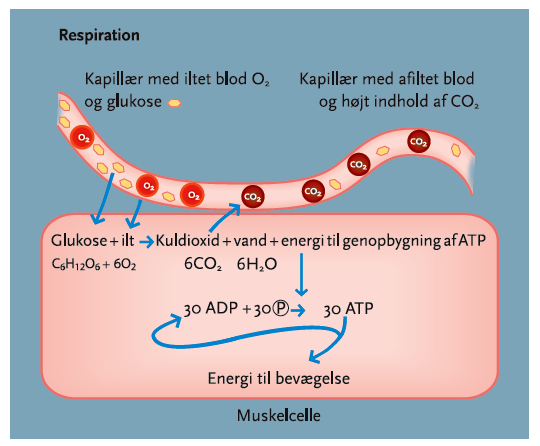 Respiration
Kapillær med iltet blod O₂
og glukose
Kapillær med afiltet blod
og højt indhold af CO₂
O₂
O₂
O₂
CO₂
CO₂
CO₂
CO₂
Glukose + ilt → Kuldioxid + vand + energi til genopbygning af ATP
C₆H₁₂O₆ + 6O₂
6CO₂ 6H₂O
30 ADP + 30 Ⓟ → 30 ATP
Energi til bevægelse
Muskelcelle